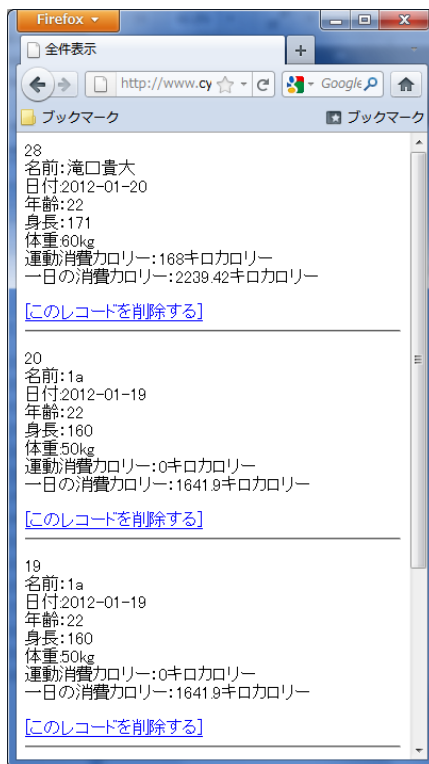 Firefox
全件表示
http://www.cy
Google
ブックマーク
ブックマーク
28
名前:滝口貴大
日付:2012-01-20
年齢:22
身長:171
体重:60kg
運動消費カロリー:168キロカロリー
一日の消費カロリー:2239.42キロカロリー
[このレコードを削除する]
20
名前:1a
日付:2012-01-19
年齢:22
身長:160
体重:50kg
運動消費カロリー:0キロカロリー
一日の消費カロリー:1641.9キロカロリー
[このレコードを削除する]
19
名前:1a
日付:2012-01-19
年齢:22
身長:160
体重:50kg
運動消費カロリー:0キロカロリー
一日の消費カロリー:1641.9キロカロリー
[このレコードを削除する]